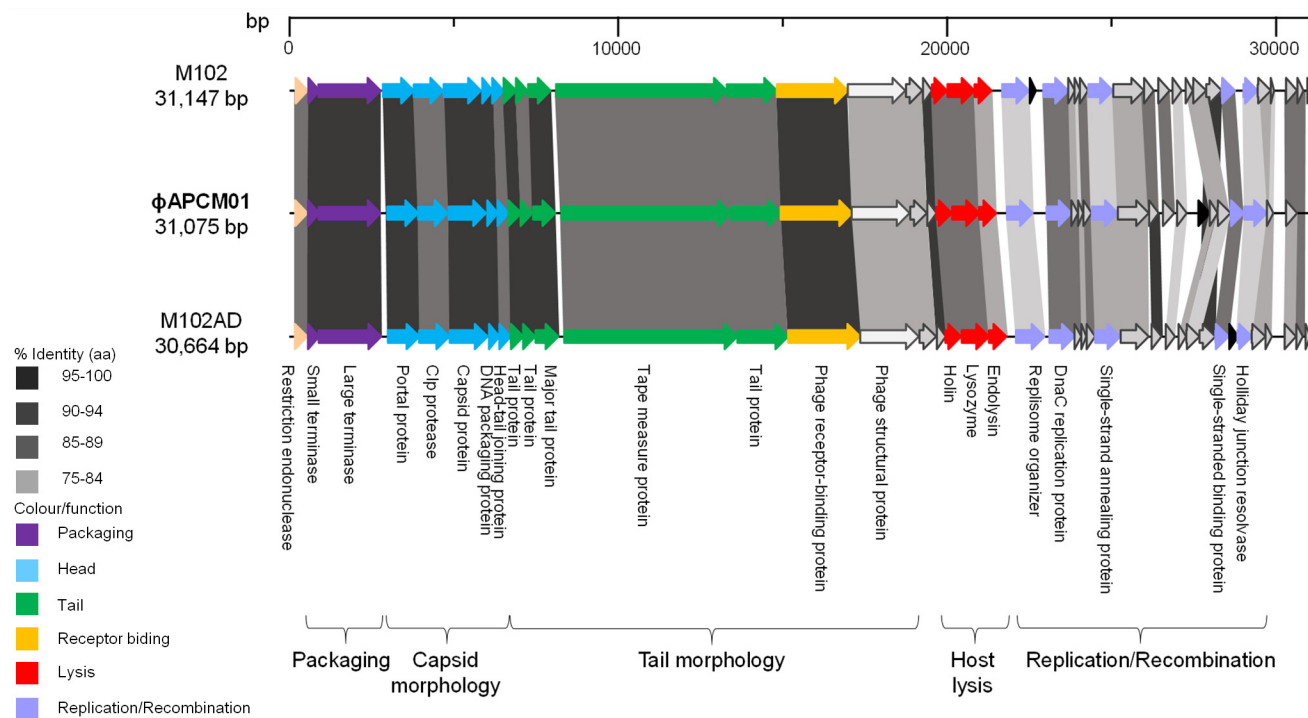 bp
0
10000
20000
30000
M102
31,147 bp
ɸAPCM01
31,075 bp
M102AD
30,664 bp
% Identity (aa)
95-100
90-94
85-89
75-84
Colour/function
Packaging
Head
Tail
Receptor biding
Lysis
Replication/Recombination
Restriction endonuclease
Small terminase
Large terminase
Portal protein
Clp protease
Capsid protein
DNA packaging protein
Head-tail joining protein
Tail protein
Tail protein
Major tail protein
Tape measure protein
Tail protein
Phage receptor-binding protein
Phage structural protein
Holin
Lysozyme
Endolysin
Replisome organizer
DnaC replication protein
Single-strand annealing protein
Single-stranded binding protein
Holliday junction resolvase
Packaging
Capsid
morphology
Tail morphology
Host
lysis
Replication/Recombination